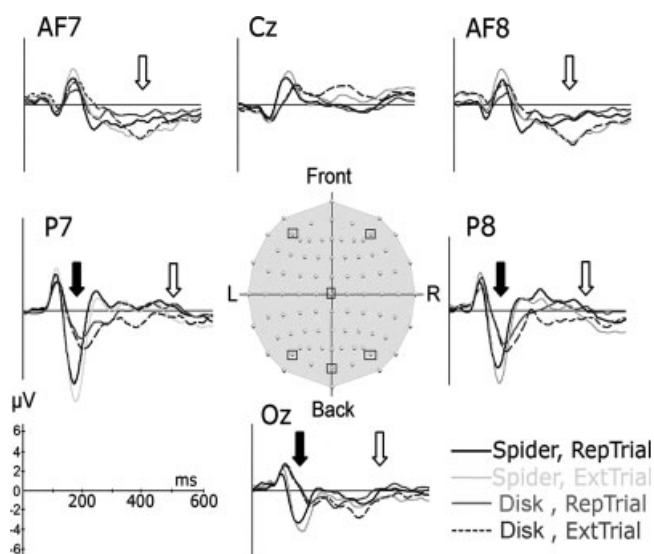 AF7 Cz AF8
Front
P7 P8
L R
Back
Oz
µV
6
4
2
0
-2
-4
-6
ms
200 400 600
Spider, RepTrial
Spider, ExtTrial
Disk , RepTrial
Disk , ExtTrial